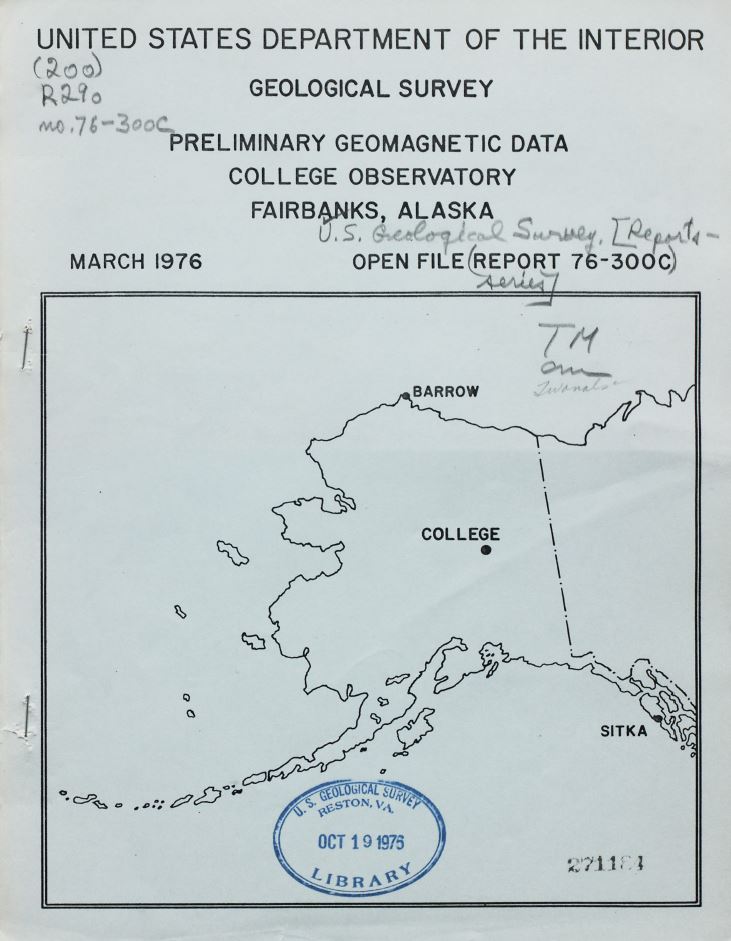 UNITED STATES DEPARTMENT OF THE INTERIOR
(200)
R290
no.76-300C
GEOLOGICAL SURVEY
PRELIMINARY GEOMAGNETIC DATA
COLLEGE OBSERVATORY
FAIRBANKS, ALASKA
U.S. Geological Survey. [Reports-
MARCH 1976 OPEN FILE (REPORT 76-300C)
series]
TM
BARROW
COLLEGE
SITKA
U.S. GEOLOGICAL SURVEY
RESTON, VA.
OCT 19 1976
LIBRARY